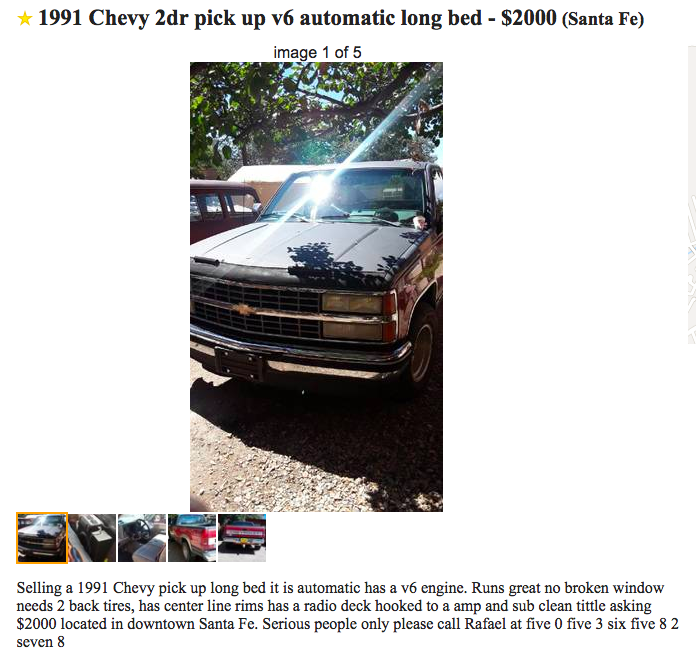 ★ 1991 Chevy 2dr pick up v6 automatic long bed - $2000 (Santa Fe)
image 1 of 5
Selling a 1991 Chevy pick up long bed it is automatic has a v6 engine. Runs great no broken window
needs 2 back tires, has center line rims has a radio deck hooked to a amp and sub clean tittle asking
$2000 located in downtown Santa Fe. Serious people only please call Rafael at five 0 five 3 six five 8 2
seven 8